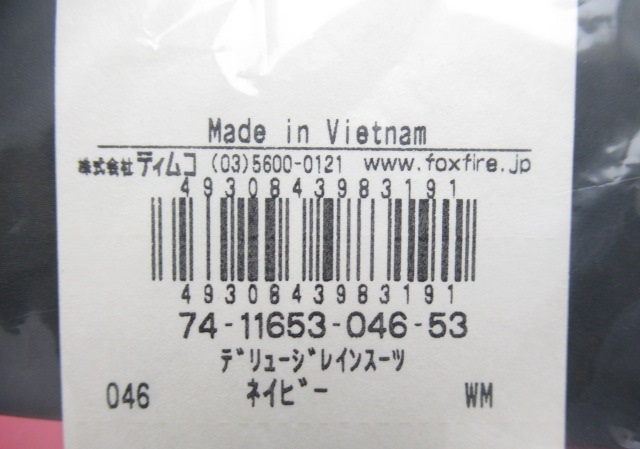 Made in Vietnam
株式会社 ティムコ (03)5600-0121 www.foxfire.jp
4930843983191
4930843983191
74-11653-046-53
ﾃﾞﾘｭｰｼﾞﾚｲﾝｽｰﾂ
046 ﾈｲﾋﾞｰ WM